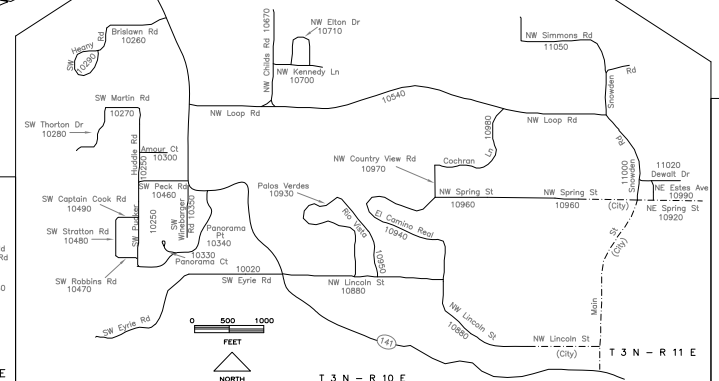 Brislawn Rd
10260
SW Heany Rd
10290
SW Martin Rd
10270
SW Thorton Dr
10280
Huddle Rd
10250
Amour Ct
10300
SW Peck Rd
10460
SW Captain Cook Rd
10490
SW Stratton Rd
10480
SW Robbins Rd
10470
SW Pucker
10250
SW Winebarger
Rd
10350
Panorama
Pt
10340
10330
Panorama Ct
10020
SW Eyrie Rd
SW Eyrie Rd
NW Childs Rd 10670
NW Elton Dr
10710
NW Kennedy Ln
10700
NW Loop Rd
10540
NW Loop Rd
NW Simmons Rd
11050
Snowden Rd
Rd
Snowden
11000
11020
Dewalt Dr
NE Estes Ave
10990
NE Spring St
10920
10980
Cochran Ln
NW Country View Rd
10970
NW Spring St
10960
NW Spring St
10960
(City)
Palos Verdes
10930
Rio Vista
10950
El Camino Real
10940
NW Lincoln St
10880
NW Lincoln St
10880
NW Lincoln St
(City)
Main St
(City)
141
0 500 1000
FEET
NORTH
T 3 N - R 10 E
T 3 N - R 11 E
d
Rd
0
E